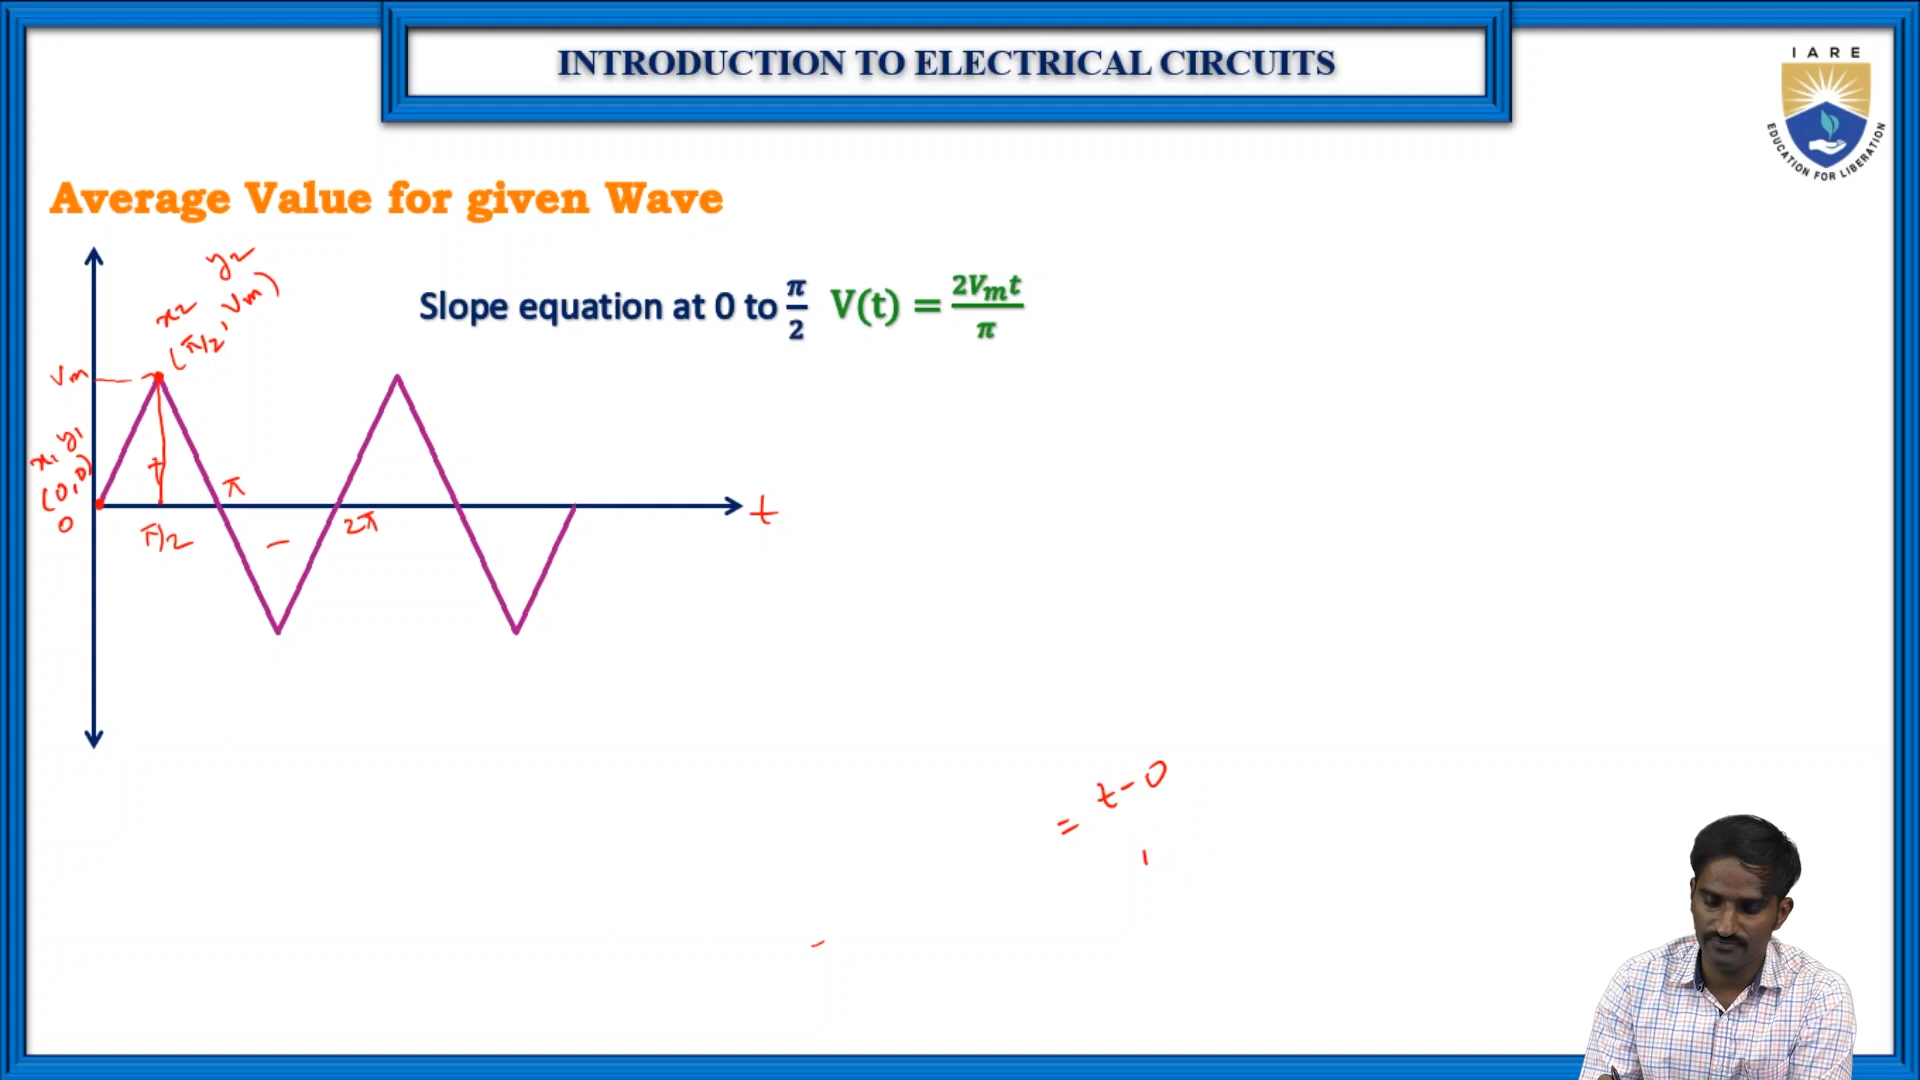 INTRODUCTION TO ELECTRICAL CIRCUITS
IARE
EDUCATION FOR LIBERATION
Average Value for given Wave
x2 y2
(π/2, Vm)
Slope equation at 0 to π/2 V(t) = 2Vmt/π
Vm
x1 y1
(0,0)
0
+
π
π/2
−
2π
t
= t - 0